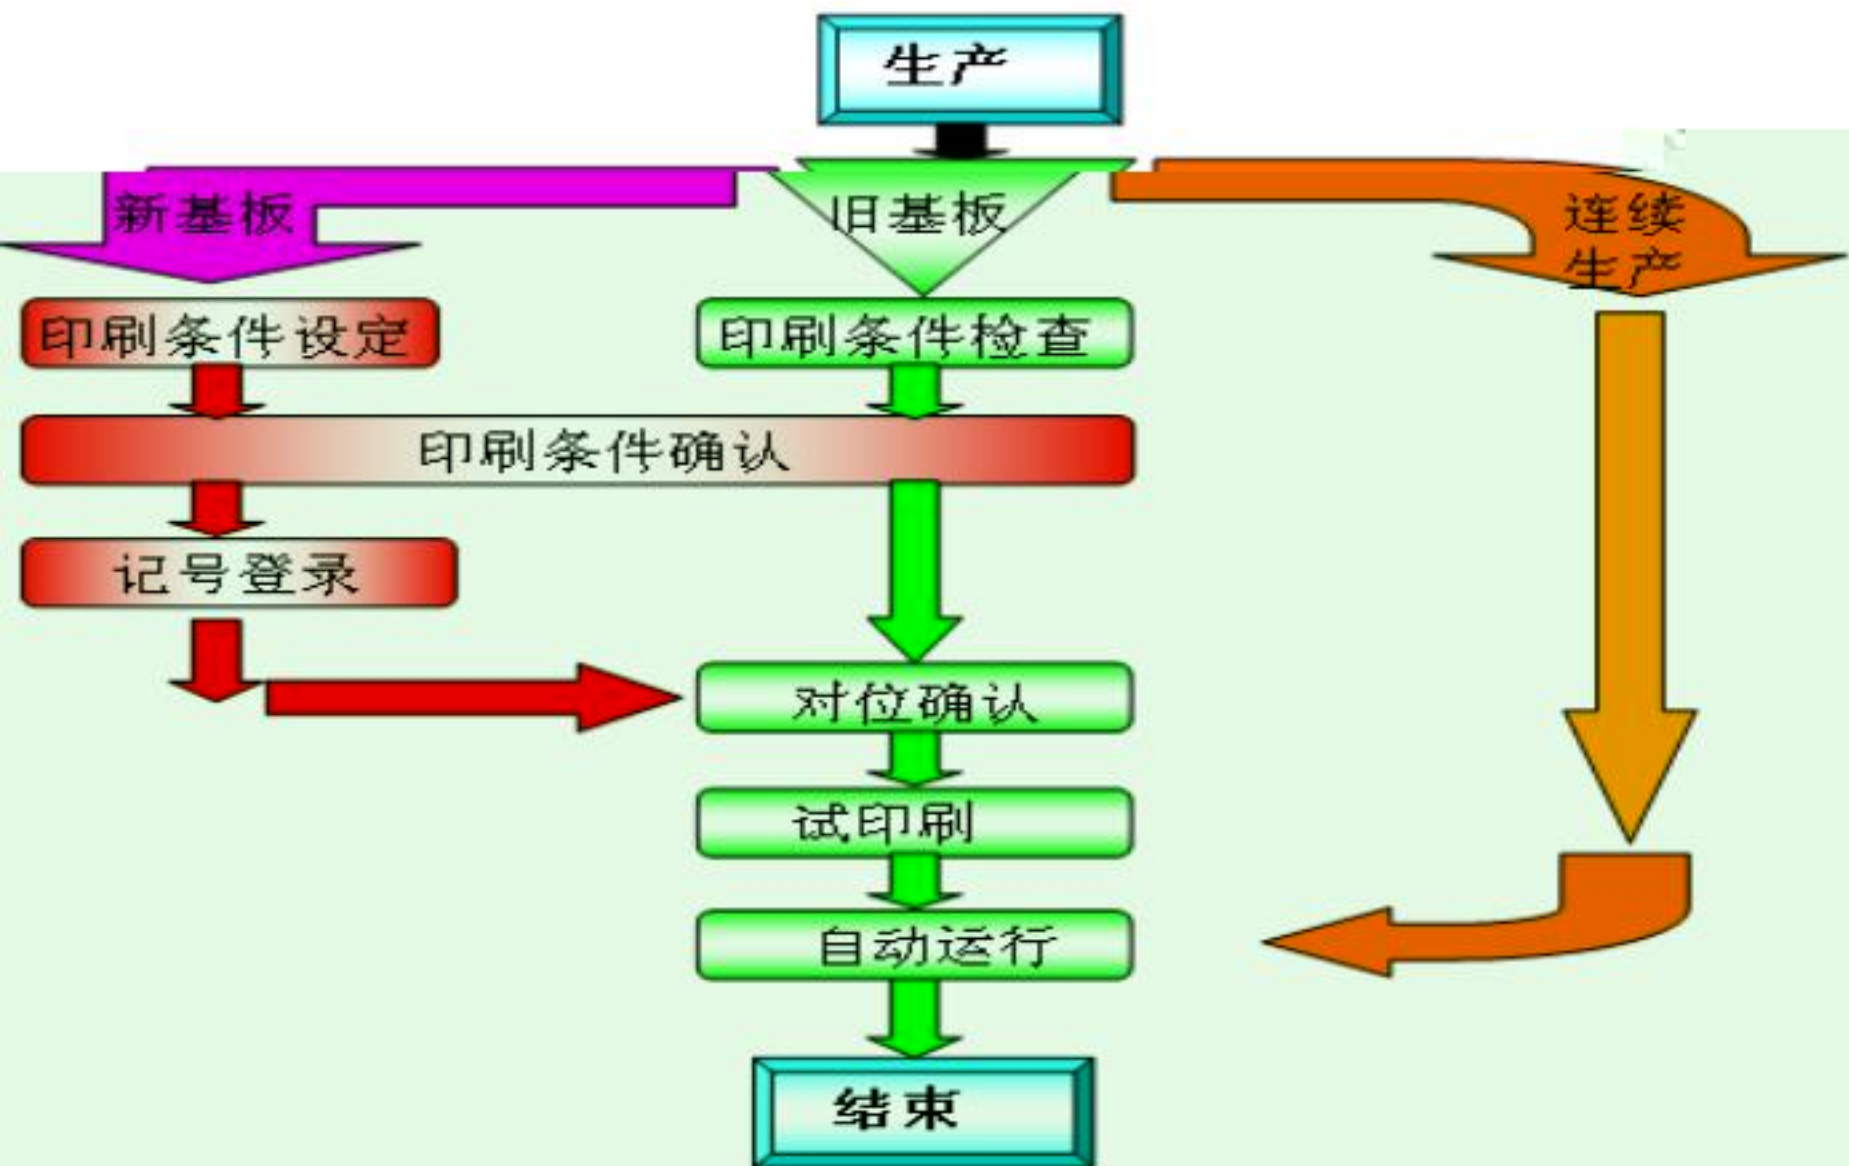 生产
新基板
旧基板
连续
生产
印刷条件设定
印刷条件检查
印刷条件确认
记号登录
对位确认
试印刷
自动运行
结束